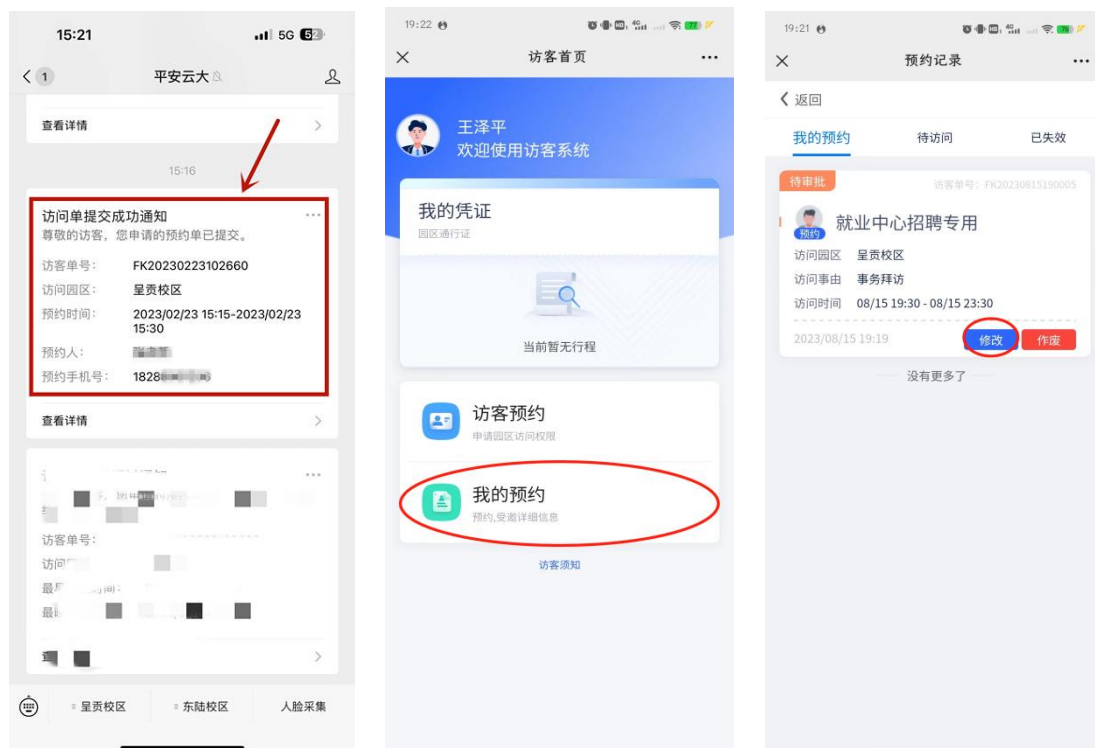 15:21
5G 52
1
平安云大
查看详情
15:16
访问单提交成功通知
尊敬的访客，您申请的预约单已提交。
访客单号：
FK20230223102660
访问园区：
呈贡校区
预约时间：
2023/02/23 15:15-2023/02/23
15:30
预约人：
预约手机号：
1828
查看详情
访客单号：
访问
呈贡校区
东陆校区
人脸采集
19:22
HD
4G
77
访客首页
王泽平
欢迎使用访客系统
我的凭证
园区通行证
当前暂无行程
访客预约
申请园区访问权限
我的预约
预约,受邀详细信息
访客须知
19:21
HD
4G
76
预约记录
返回
我的预约
待访问
已失效
待审批
访客单号：FK20230815190005
预约
就业中心招聘专用
访问园区 呈贡校区
访问事由 事务拜访
访问时间 08/15 19:30 - 08/15 23:30
2023/08/15 19:19
修改
作废
没有更多了